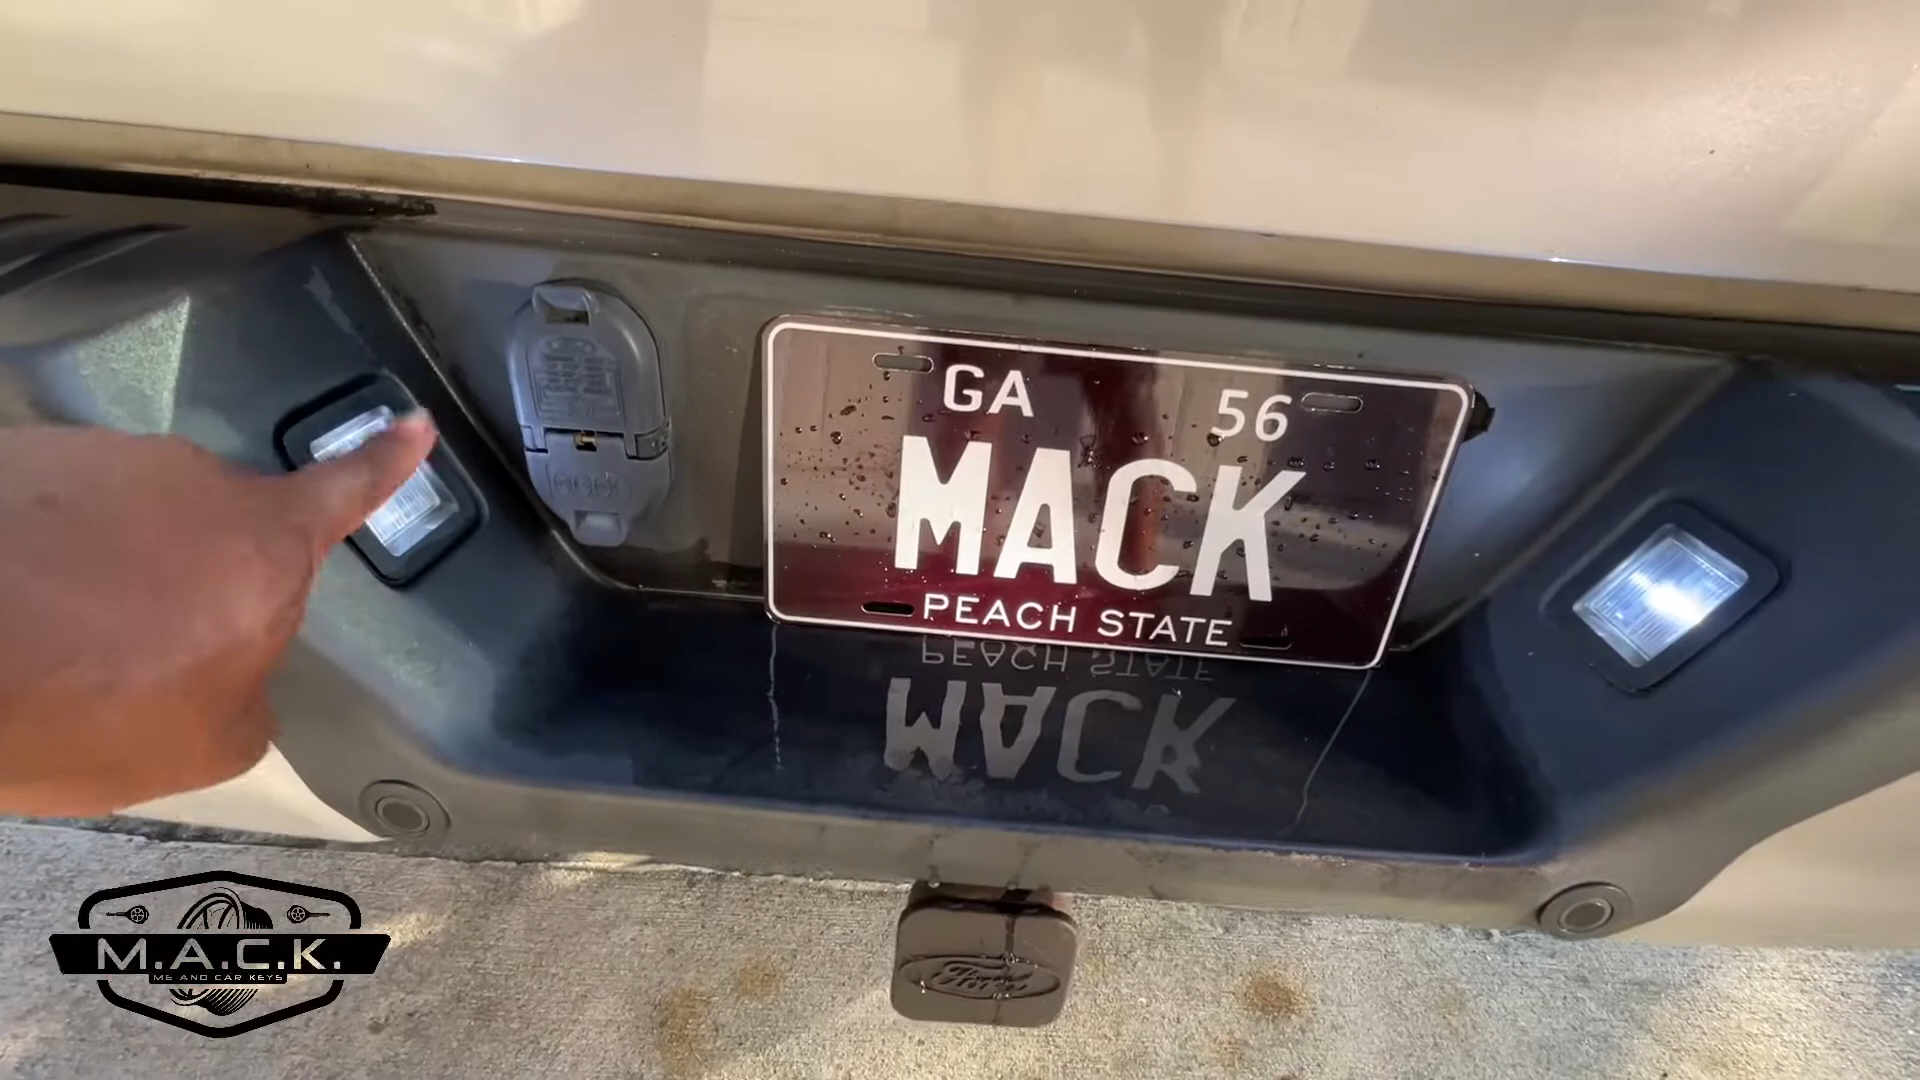 GA 56
MACK
PEACH STATE
Ford
M.A.C.K.
ME AND CAR KEYS